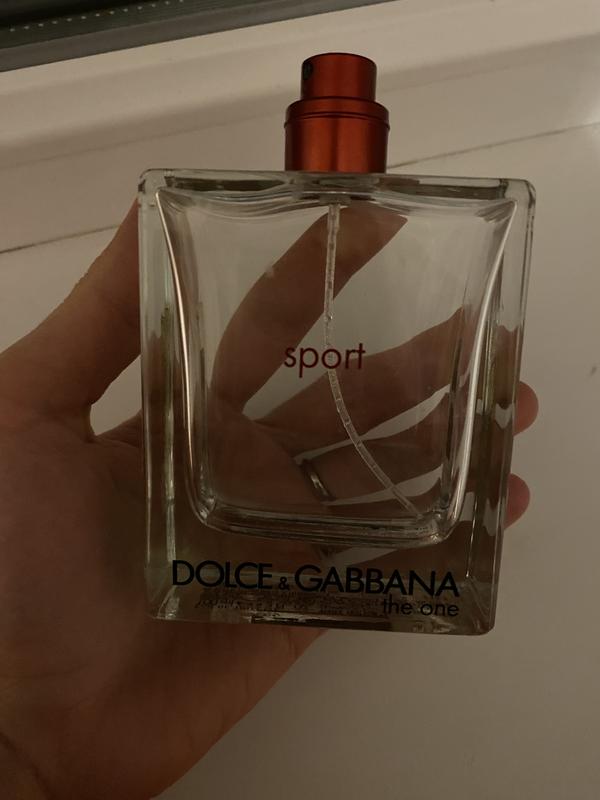 sport
DOLCE & GABBANA
the one